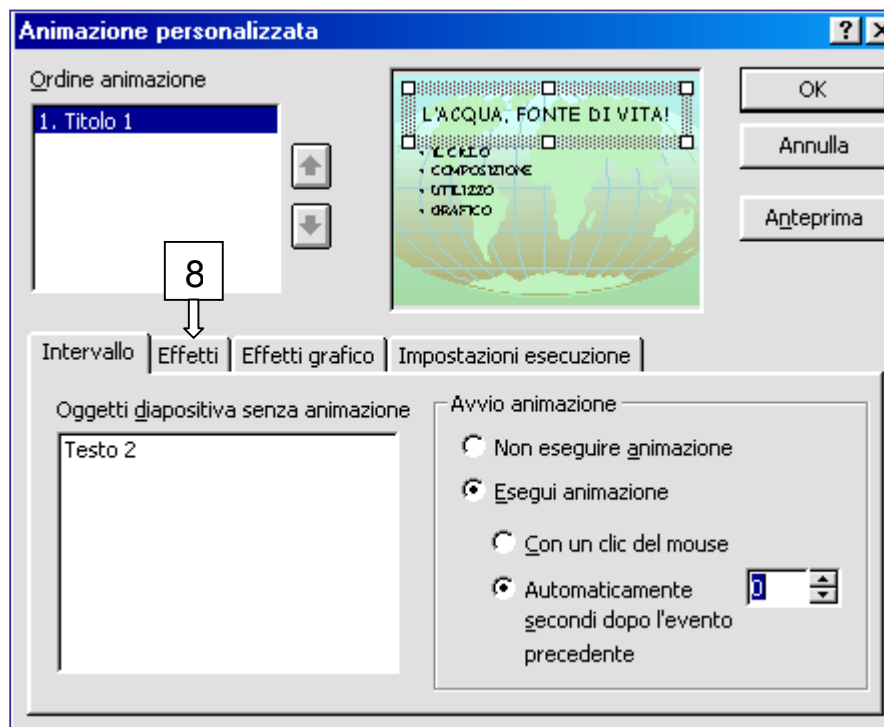 Animazione personalizzata
Ordine animazione
1. Titolo 1
L'ACQUA, FONTE DI VITA!
IL CICLO
COMPOSIZIONE
UTILIZZO
GRAFICO
OK
Annulla
Anteprima
8
Intervallo Effetti Effetti grafico Impostazioni esecuzione
Oggetti diapositiva senza animazione
Testo 2
Avvio animazione
Non eseguire animazione
Esegui animazione
Con un clic del mouse
Automaticamente 0
secondi dopo l'evento
precedente